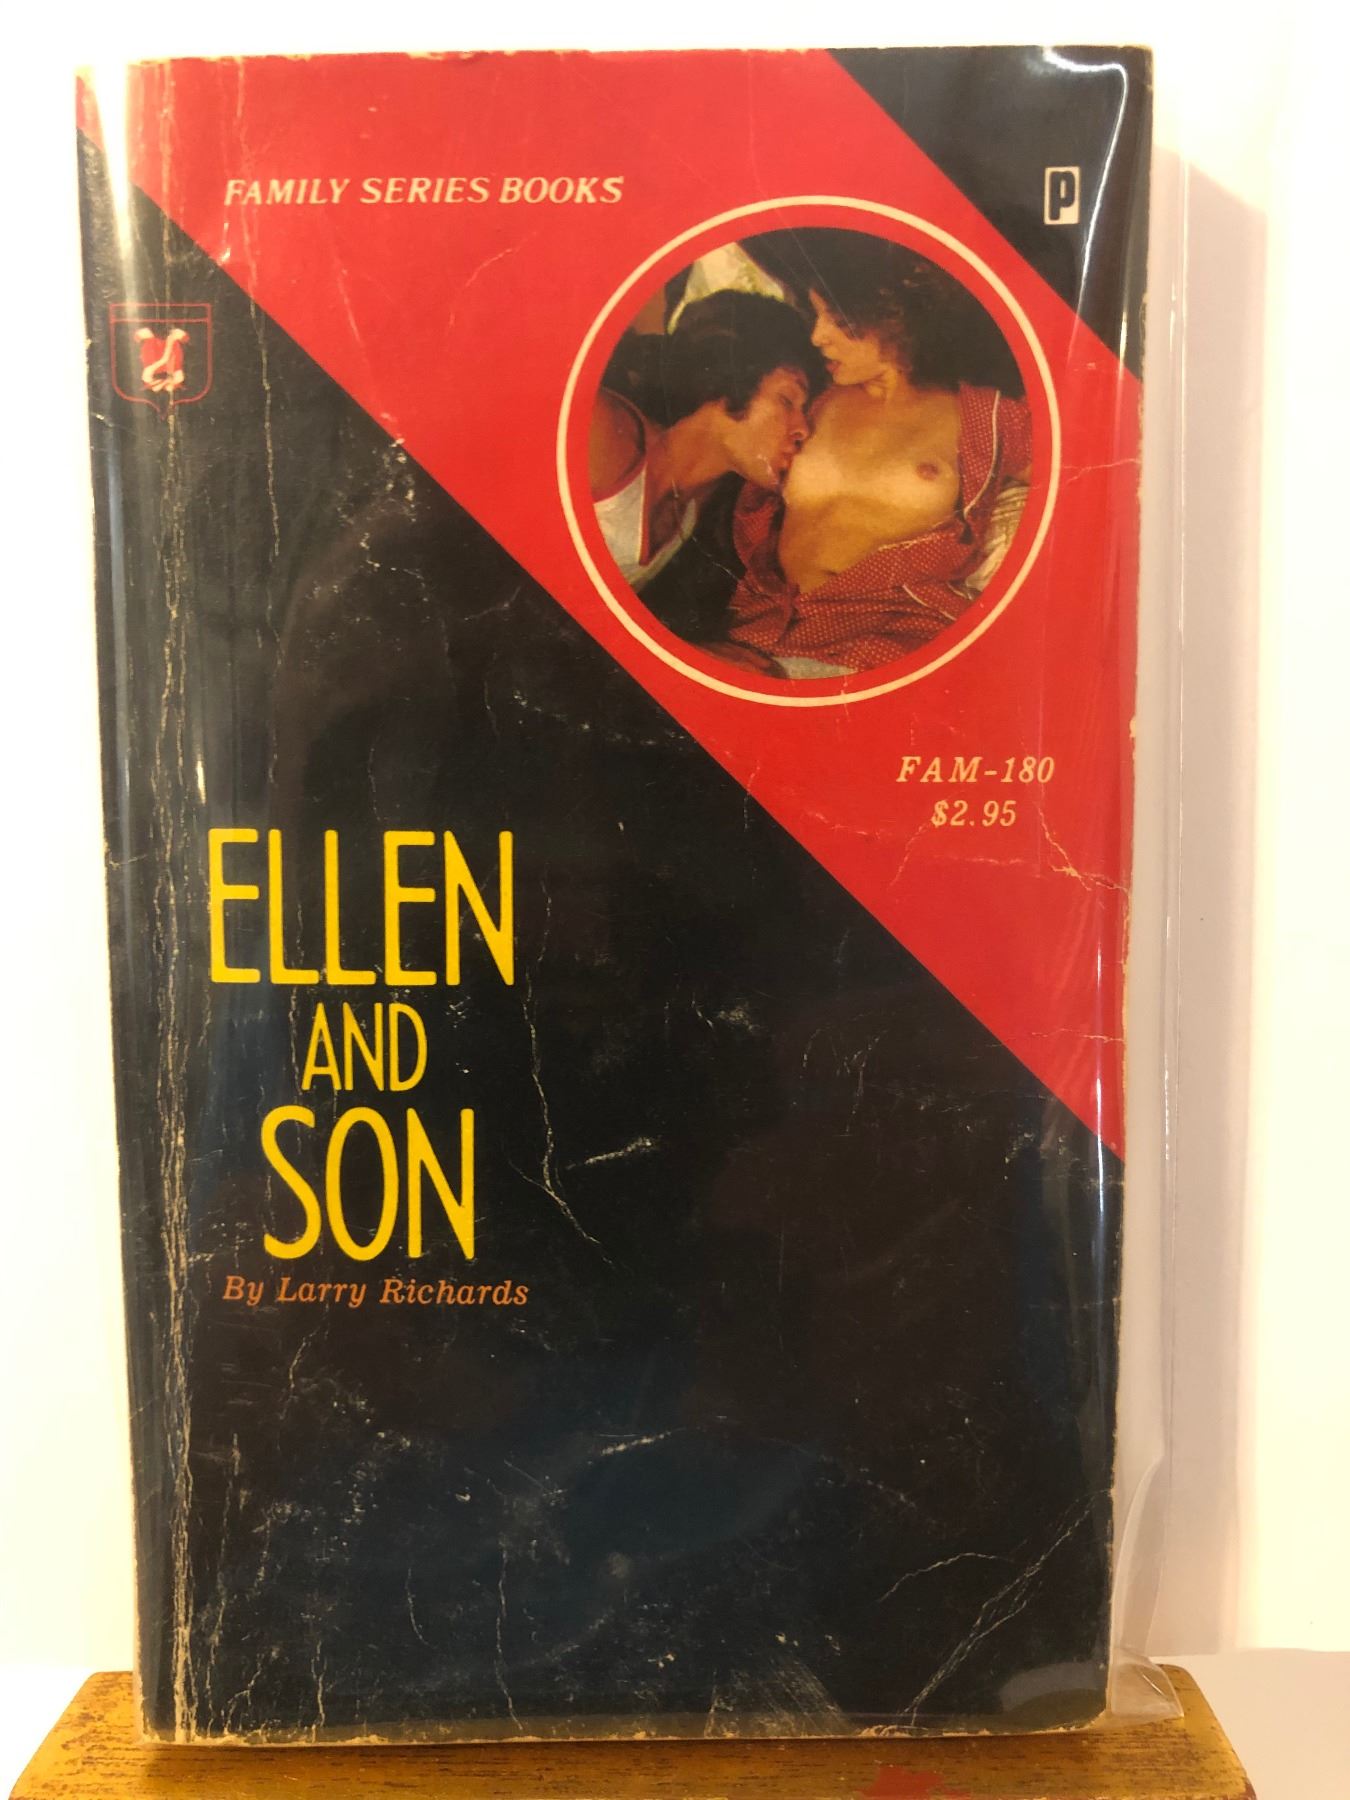 FAMILY SERIES BOOKS
P
FAM-180
$2.95
ELLEN
AND
SON
By Larry Richards